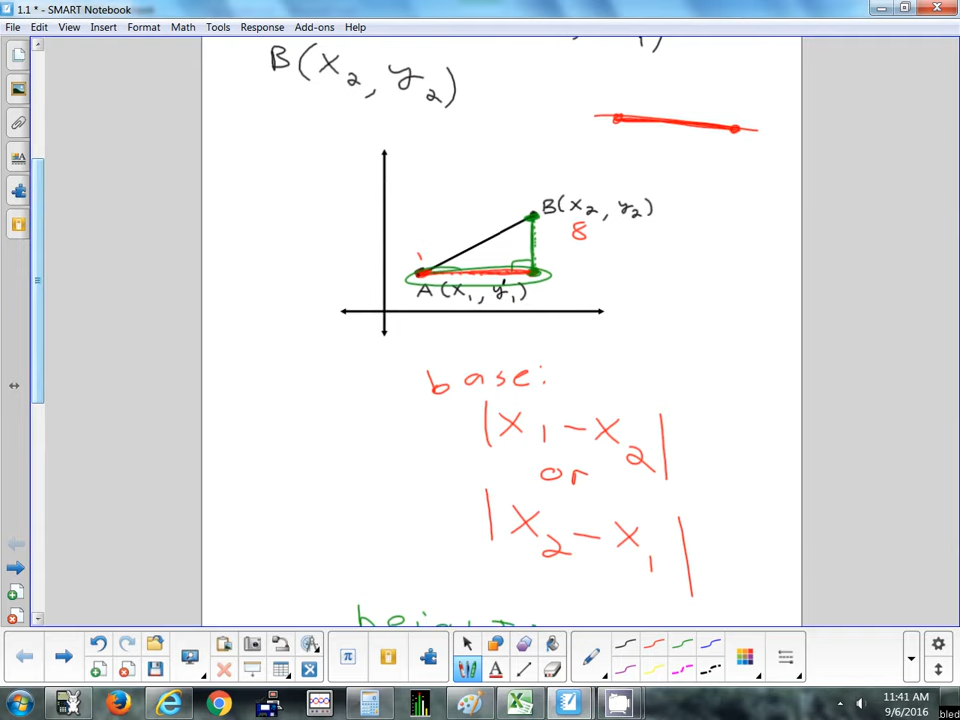 1.1 * - SMART Notebook
File Edit View Insert Format Math Tools Response Add-ons Help
B(x₂, y₂)
B(x₂, y₂)
8
A(x₁, y₁)
base:
|x₁ - x₂|
or
|x₂ - x₁|
11:41 AM
9/6/2016
bled